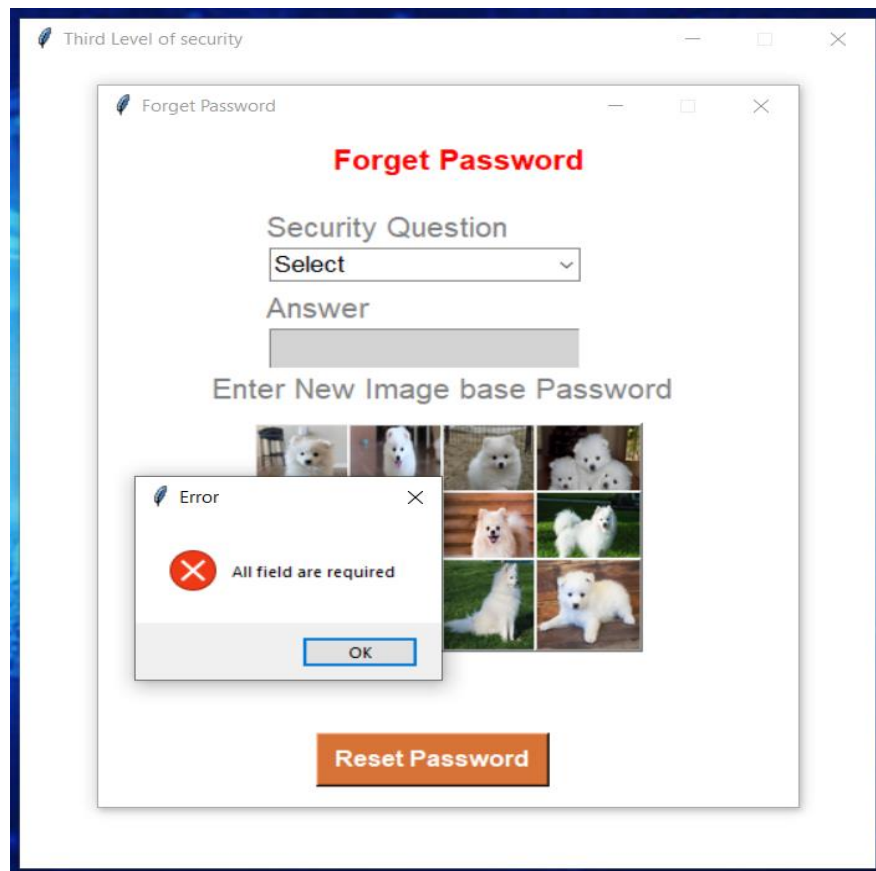 Third Level of security
Forget Password
Forget Password
Security Question
Select
Answer
Enter New Image base Password
Error
All field are required
OK
Reset Password